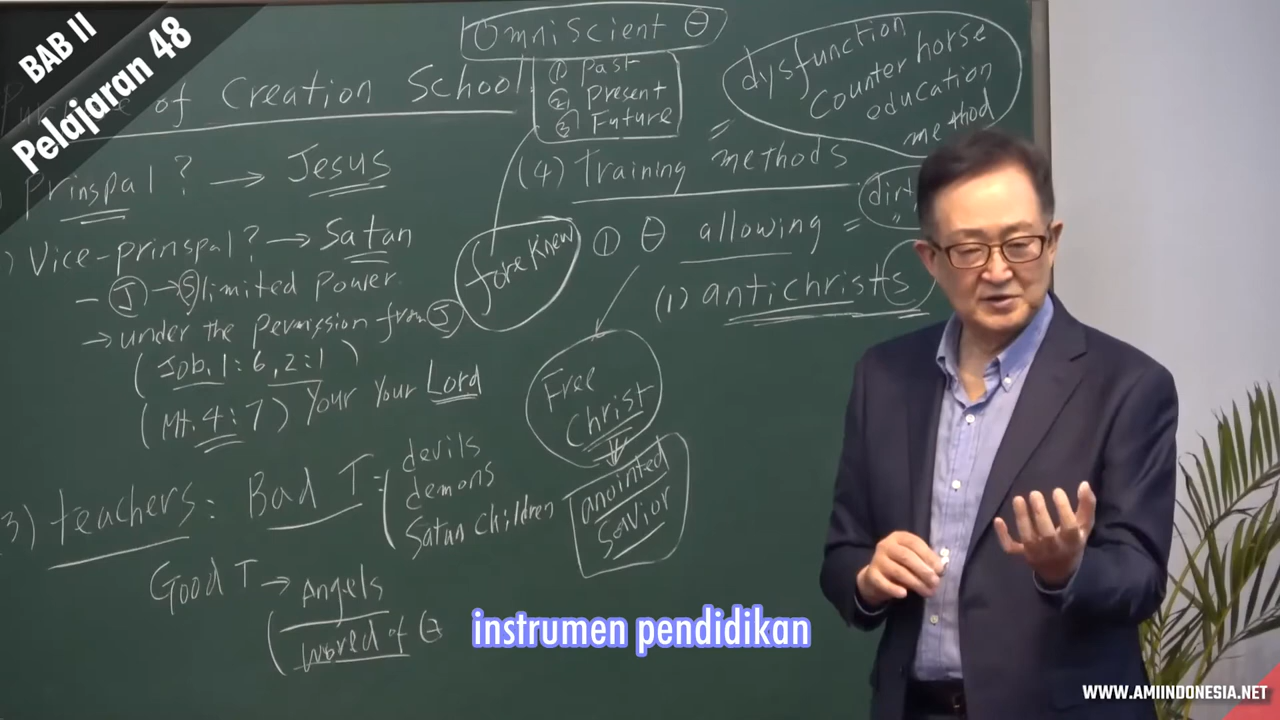 BAB II
Pelajaran 48
Omniscient θ
① Past
② Present
③ Future
dysfunction
Counter horse
education
method
of Creation School
Prinspal? → Jesus
Vice-prinspal? → Satan
- Ⓙ → Ⓢ limited Power.
→ under the permission from Ⓙ
(Job. 1:6, 2:1)
(Mt. 4:7) Your Your Lord
foreknew
(4) training methods =
① θ allowing =
(1) antichrists
Free
Christ
anointed
Savior
3) teachers: Bad T = devils
demons
Satan children
Good T → Angels
(world of θ
instrumen pendidikan
WWW.AMIINDONESIA.NET